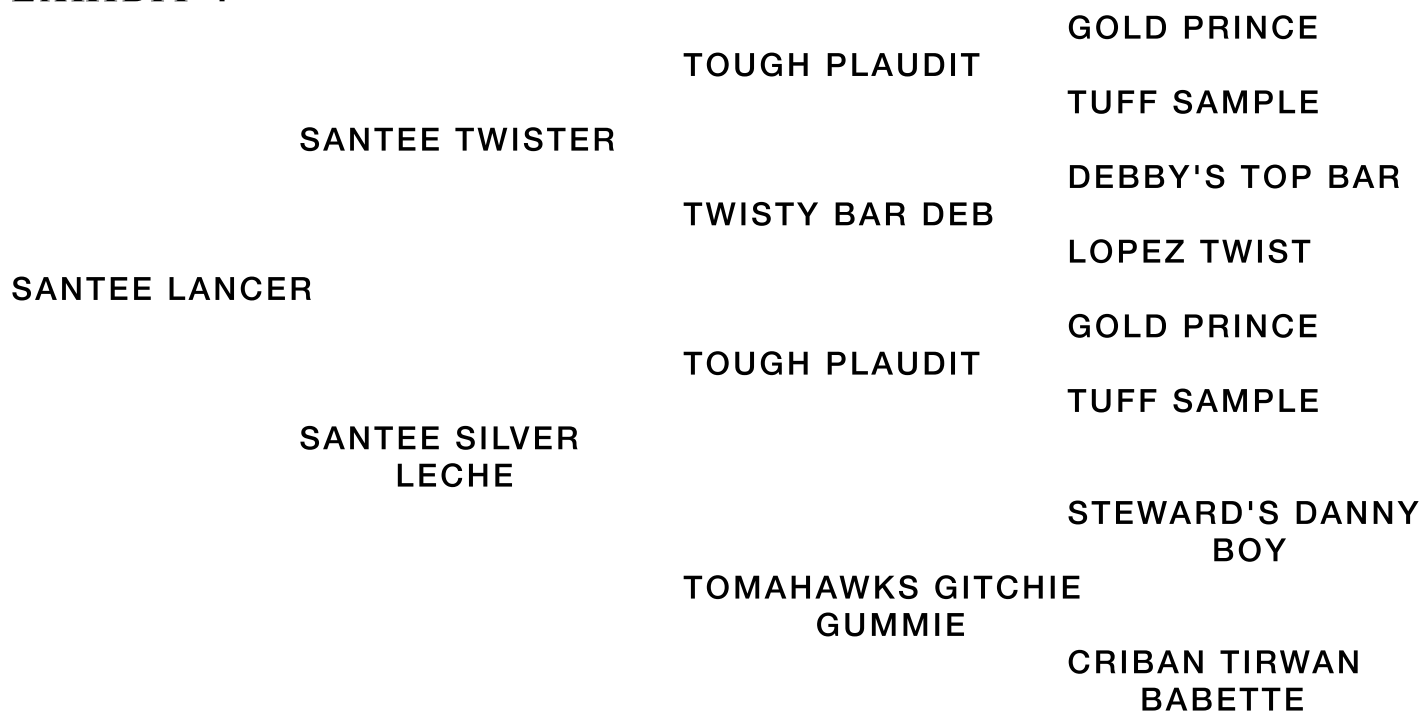 GOLD PRINCE
TOUGH PLAUDIT
TUFF SAMPLE
SANTEE TWISTER
DEBBY'S TOP BAR
TWISTY BAR DEB
LOPEZ TWIST
SANTEE LANCER
GOLD PRINCE
TOUGH PLAUDIT
TUFF SAMPLE
SANTEE SILVER
LECHE
STEWARD'S DANNY
BOY
TOMAHAWKS GITCHIE
GUMMIE
CRIBAN TIRWAN
BABETTE